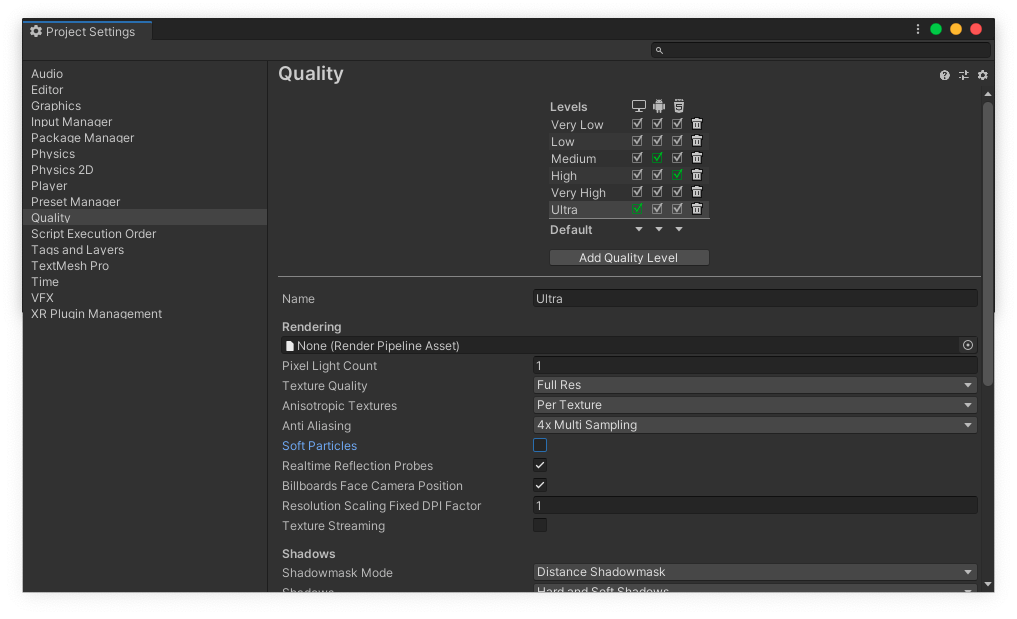 Project Settings
Audio
Editor
Graphics
Input Manager
Package Manager
Physics
Physics 2D
Player
Preset Manager
Quality
Script Execution Order
Tags and Layers
TextMesh Pro
Time
VFX
XR Plugin Management
Quality
Levels
Very Low
Low
Medium
High
Very High
Ultra
Default
Add Quality Level
Name Ultra
Rendering
None (Render Pipeline Asset)
Pixel Light Count 1
Texture Quality Full Res
Anisotropic Textures Per Texture
Anti Aliasing 4x Multi Sampling
Soft Particles
Realtime Reflection Probes
Billboards Face Camera Position
Resolution Scaling Fixed DPI Factor 1
Texture Streaming
Shadows
Shadowmask Mode Distance Shadowmask
Shadows Hard and Soft Shadows